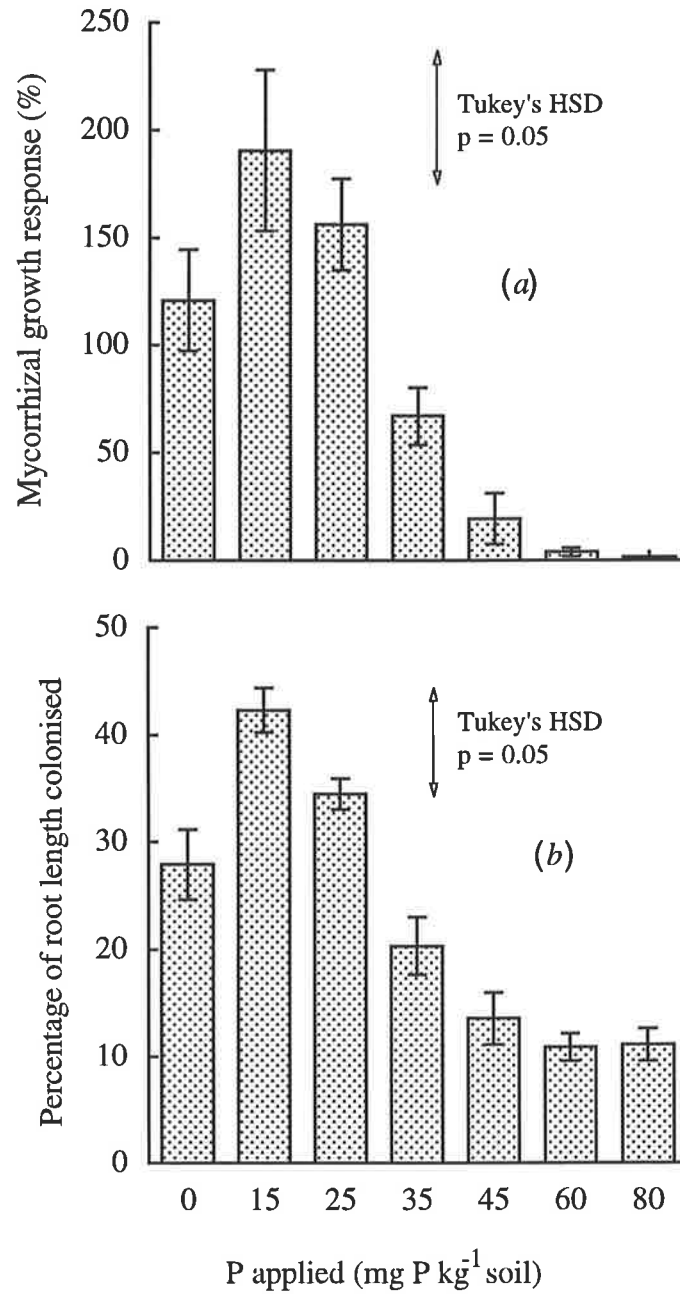 250
200
150
100
50
0
Mycorrhizal growth response (%)
Tukey's HSD
p = 0.05
(a)
50
40
30
20
10
0
Percentage of root length colonised
Tukey's HSD
p = 0.05
(b)
0 15 25 35 45 60 80
P applied (mg P kg⁻¹ soil)